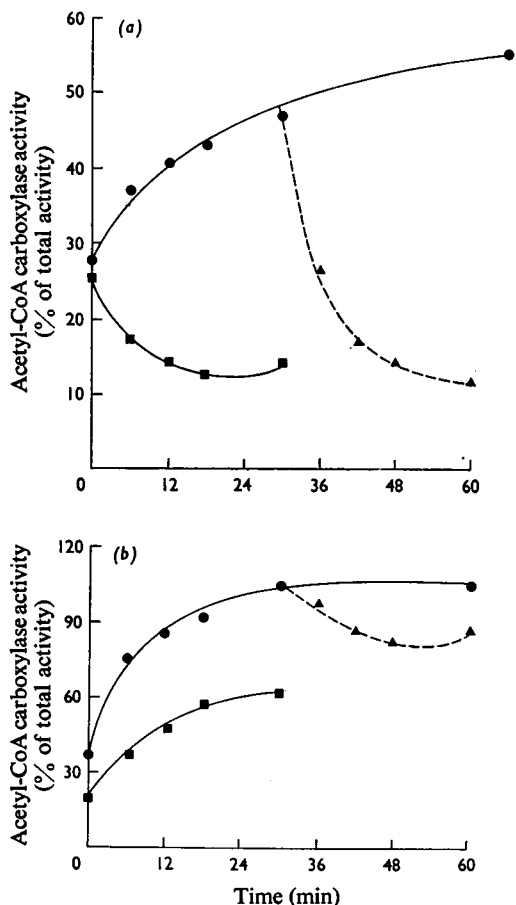 (a)
60
50
40
30
20
10
0
Acetyl-CoA carboxylase activity
(% of total activity)
0 12 24 36 48 60
(b)
120
90
60
30
0
Acetyl-CoA carboxylase activity
(% of total activity)
0 12 24 36 48 60
Time (min)